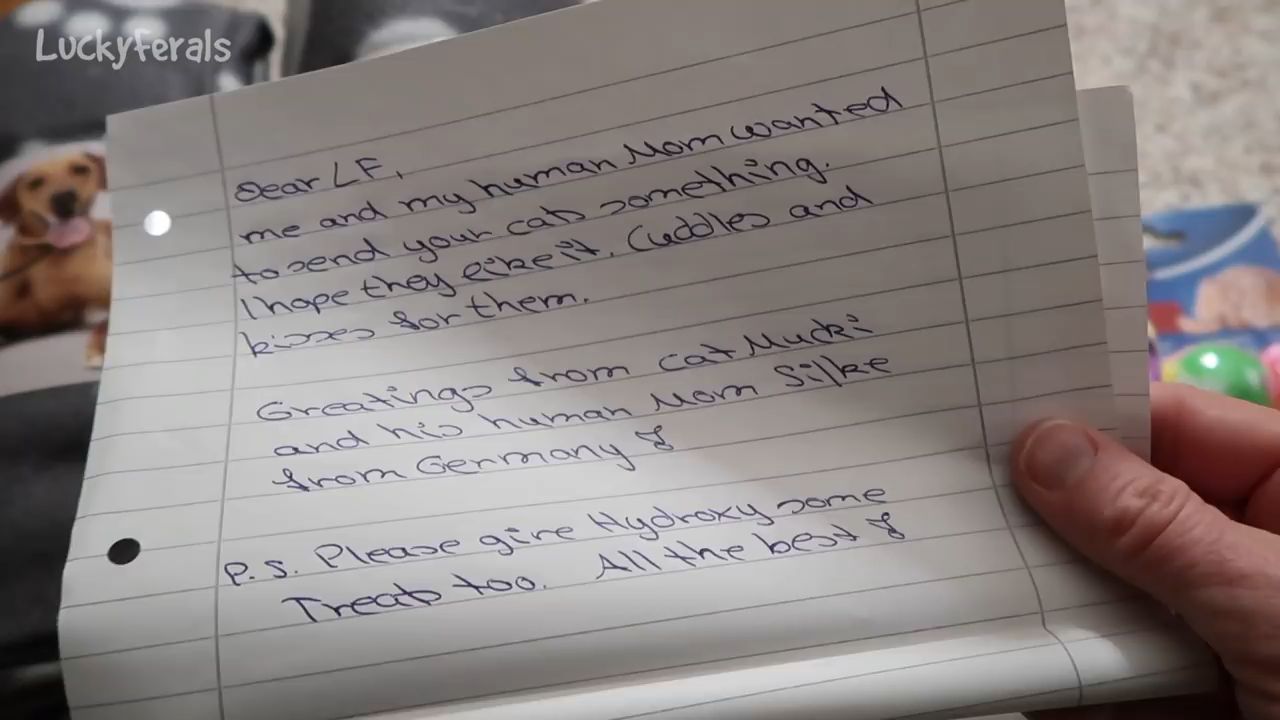 Luckyferals
Dear LF,
me and my human Mom wanted
to send your cats something.
I hope they like it. Cuddles and
kisses for them.
Greatings from cat Mucki
and his human Mom Silke
from Germany
P.S. Please give Hydroxy some
Treats too. All the best